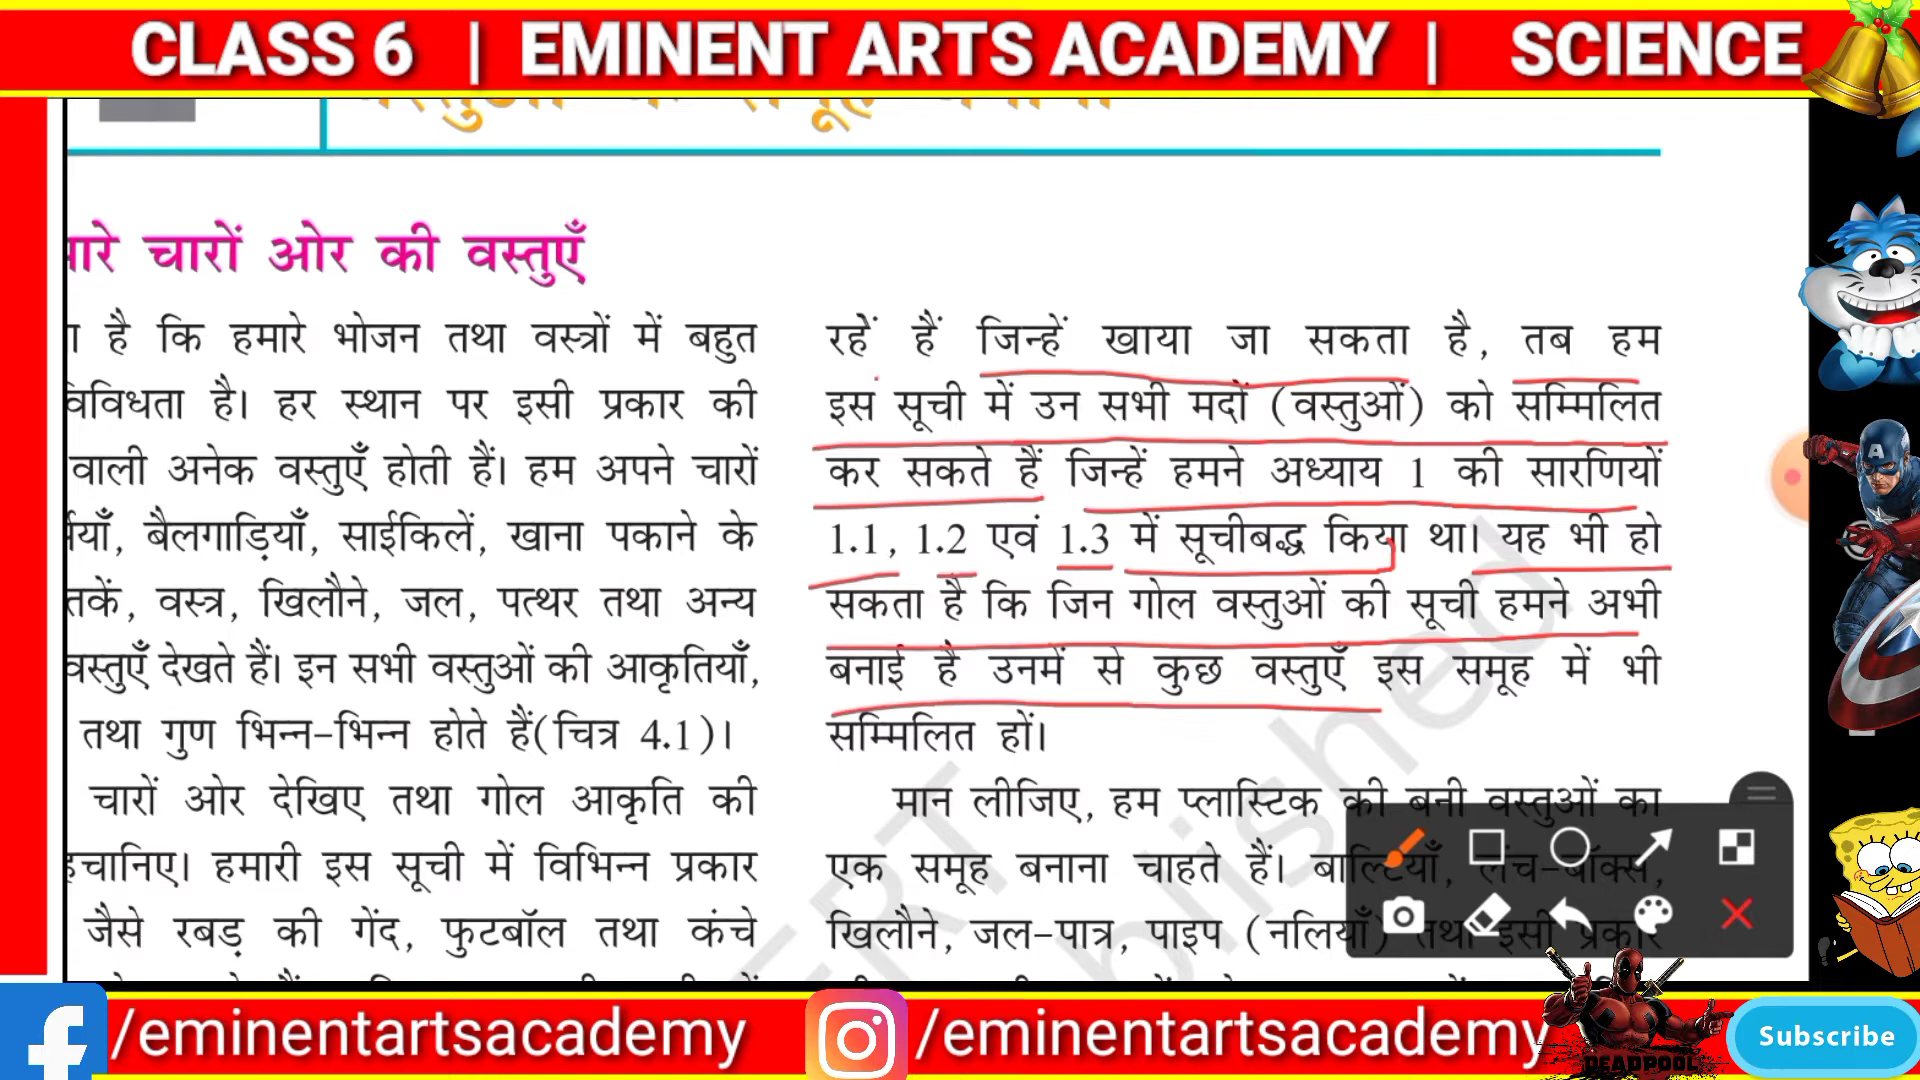 CLASS 6 | EMINENT ARTS ACADEMY | SCIENCE
चारों ओर की वस्तुएँ
है कि हमारे भोजन तथा वस्त्रों में बहुत
विविधता है। हर स्थान पर इसी प्रकार की
वाली अनेक वस्तुएँ होती हैं। हम अपने चारों
बैलगाड़ियाँ, साईकिलें, खाना पकाने के
वस्त्र, खिलौने, जल, पत्थर तथा अन्य
वस्तुएँ देखते हैं। इन सभी वस्तुओं की आकृतियाँ,
तथा गुण भिन्न-भिन्न होते हैं(चित्र 4.1)।
चारों ओर देखिए तथा गोल आकृति की
हमारी इस सूची में विभिन्न प्रकार
जैसे रबड़ की गेंद, फुटबॉल तथा कंचे
रहें हैं जिन्हें खाया जा सकता है, तब हम
इस सूची में उन सभी मदों (वस्तुओं) को सम्मिलित
कर सकते हैं जिन्हें हमने अध्याय 1 की सारणियों
1.1, 1.2 एवं 1.3 में सूचीबद्ध किया था। यह भी हो
सकता है कि जिन गोल वस्तुओं की सूची हमने अभी
बनाई है उनमें से कुछ वस्तुएँ इस समूह में भी
सम्मिलित हों।
मान लीजिए, हम प्लास्टिक की बनी वस्तुओं का
एक समूह बनाना चाहते हैं। बाल्टियाँ, लंच-बॉक्स,
खिलौने, जल-पात्र, पाइप (नलियाँ) तथा इसी प्रकार
/eminentartsacademy
/eminentartsacademy
DEADPOOL
Subscribe